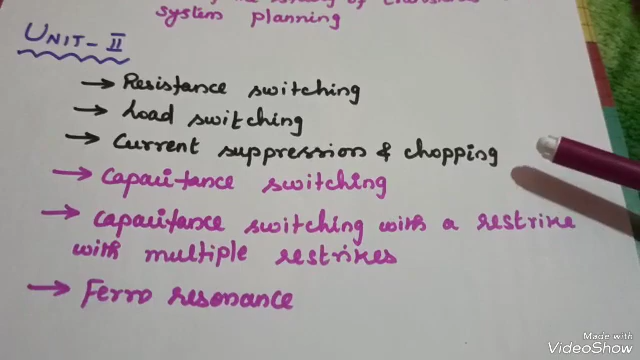 system planning
UNIT-II
→ Resistance switching
→ Load switching
→ Current suppression & chopping
→ Capacitance switching
→ Capacitance switching with a restrike
with multiple restrikes
→ Ferro resonance
Made with
VideoShow